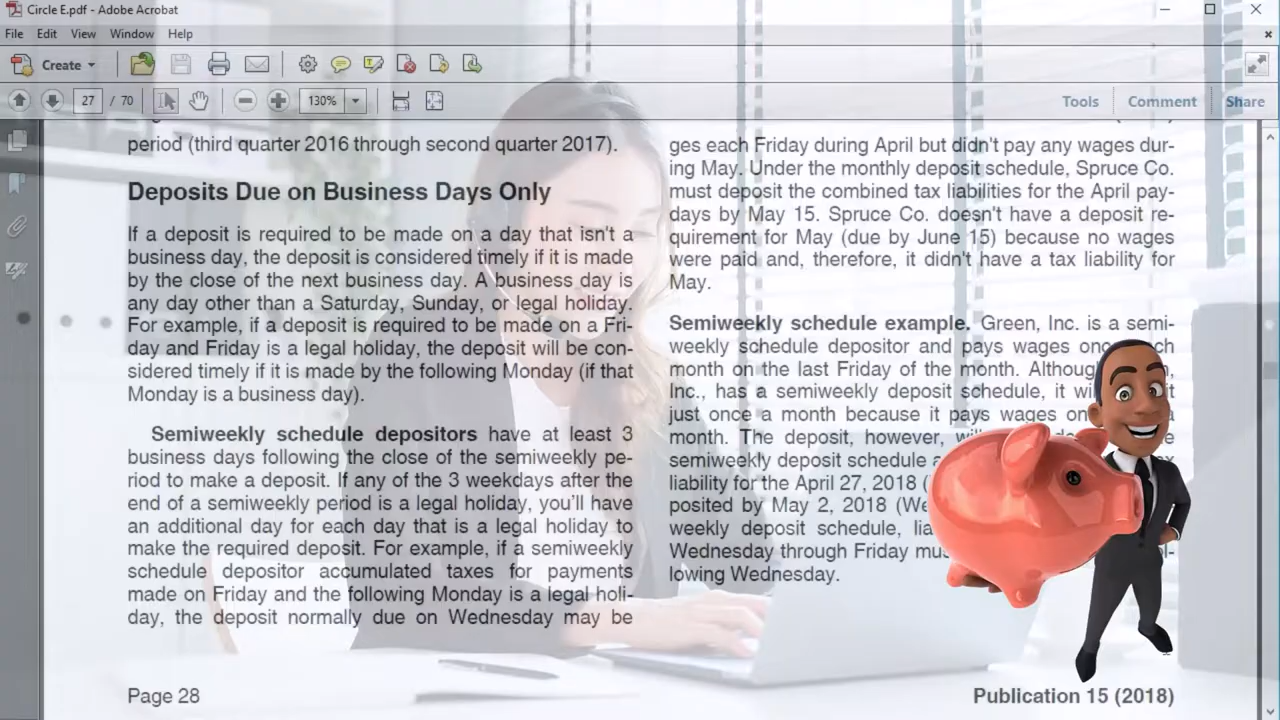 Circle E.pdf - Adobe Acrobat
File Edit View Window Help
Create
27 / 70 130% Tools Comment Share
period (third quarter 2016 through second quarter 2017).
Deposits Due on Business Days Only
If a deposit is required to be made on a day that isn't a
business day, the deposit is considered timely if it is made
by the close of the next business day. A business day is
any day other than a Saturday, Sunday, or legal holiday.
For example, if a deposit is required to be made on a Fri-
day and Friday is a legal holiday, the deposit will be con-
sidered timely if it is made by the following Monday (if that
Monday is a business day).
Semiweekly schedule depositors have at least 3
business days following the close of the semiweekly pe-
riod to make a deposit. If any of the 3 weekdays after the
end of a semiweekly period is a legal holiday, you'll have
an additional day for each day that is a legal holiday to
make the required deposit. For example, if a semiweekly
schedule depositor accumulated taxes for payments
made on Friday and the following Monday is a legal holi-
day, the deposit normally due on Wednesday may be
ges each Friday during April but didn't pay any wages dur-
ing May. Under the monthly deposit schedule, Spruce Co.
must deposit the combined tax liabilities for the April pay-
days by May 15. Spruce Co. doesn't have a deposit re-
quirement for May (due by June 15) because no wages
were paid and, therefore, it didn't have a tax liability for
May.
Semiweekly schedule example. Green, Inc. is a semi-
weekly schedule depositor and pays wages once
month on the last Friday of the month.
Inc., has a semiweekly deposit schedule, it
just once a month because it pays wages
month. The deposit, however,
semiweekly deposit schedule
liability for the April 27, 2018
posited by May 2, 2018
weekly deposit schedule,
Wednesday through Friday
lowing Wednesday.
Page 28
Publication 15 (2018)